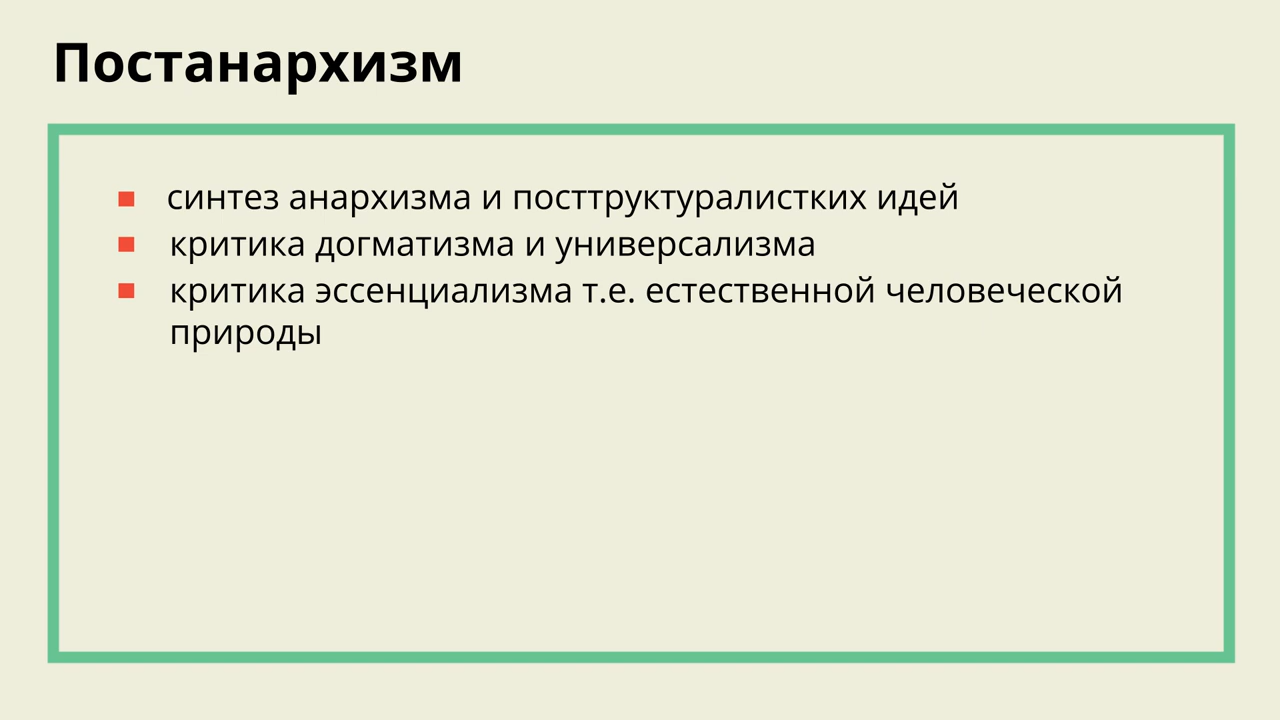 Постанархизм
синтез анархизма и посттруктуралистких идей
критика догматизма и универсализма
критика эссенциализма т.е. естественной человеческой
природы